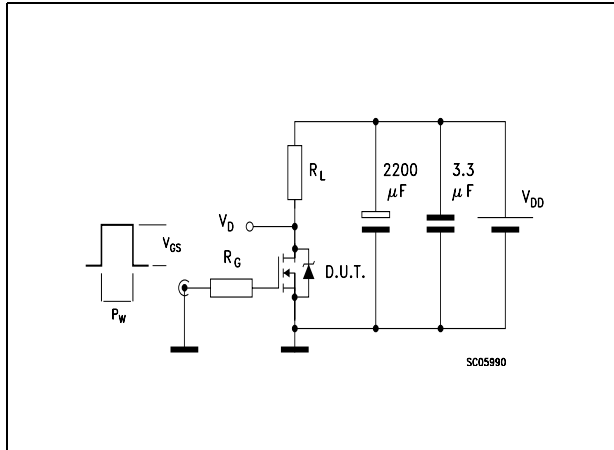 R_L
2200
µF
3.3
µF
V_DD
V_D
V_GS
R_G
D.U.T.
P_W
SC05990